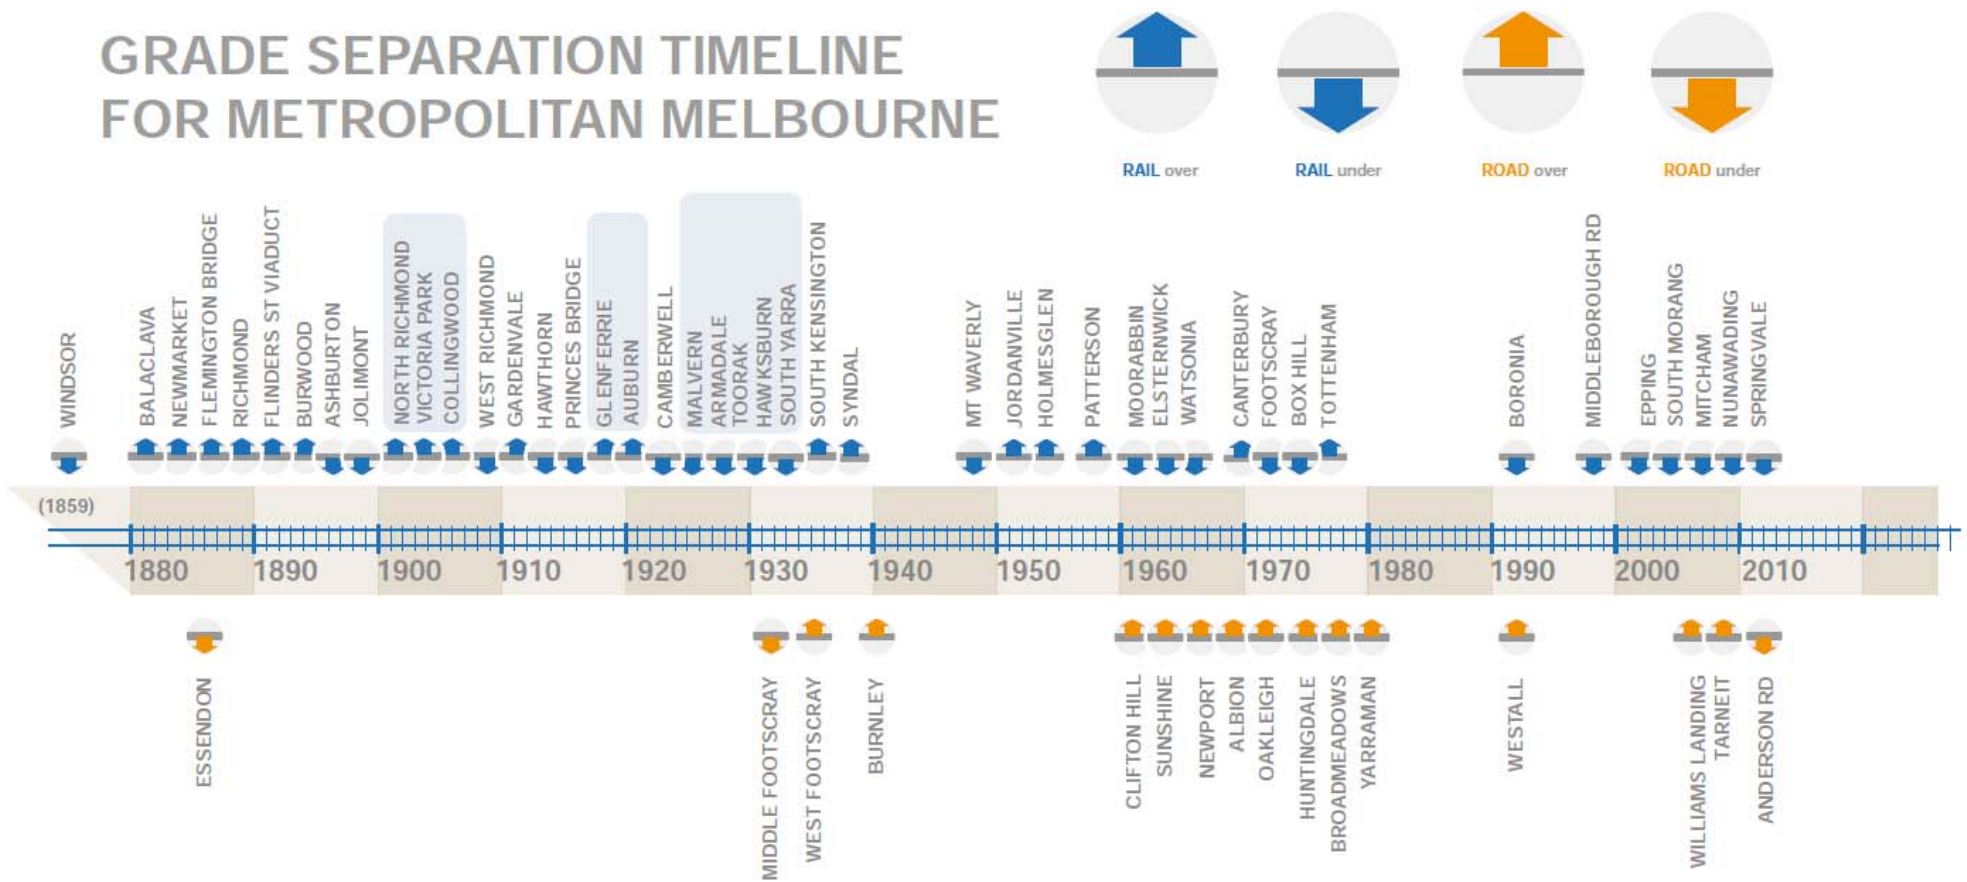 GRADE SEPARATION TIMELINE
FOR METROPOLITAN MELBOURNE
RAIL over
RAIL under
ROAD over
ROAD under
WINDSOR
BALACLAVA
NEWMARKET
FLEMINGTON BRIDGE
RICHMOND
FLINDERS ST VIADUCT
BURWOOD
ASHBURTON
JOLIMONT
NORTH RICHMOND
VICTORIA PARK
COLLINGWOOD
WEST RICHMOND
GARDENVALE
HAWTHORN
PRINCES BRIDGE
GLENFERRIE
AUBURN
CAMBERWELL
MALVERN
ARMADALE
TOORAK
HAWKSBURN
SOUTH YARRA
SOUTH KENSINGTON
SYNDAL
MT WAVERLY
JORDANVILLE
HOLMESGLEN
PATTERSON
MOORABBIN
ELSTERNWICK
WATSONIA
CANTERBURY
FOOTSCRAY
BOX HILL
TOTTENHAM
BORONIA
MIDDLEBOROUGH RD
EPPING
SOUTH MORANG
MITCHAM
NUNAWADING
SPRINGVALE
(1859)
1880
1890
1900
1910
1920
1930
1940
1950
1960
1970
1980
1990
2000
2010
ESSENDON
MIDDLE FOOTSCRAY
WEST FOOTSCRAY
BURNLEY
CLIFTON HILL
SUNSHINE
NEWPORT
ALBION
OAKLEIGH
HUNTINGDALE
BROADMEADOWS
YARRAMAN
WESTALL
WILLIAMS LANDING
TARNEIT
ANDERSON RD